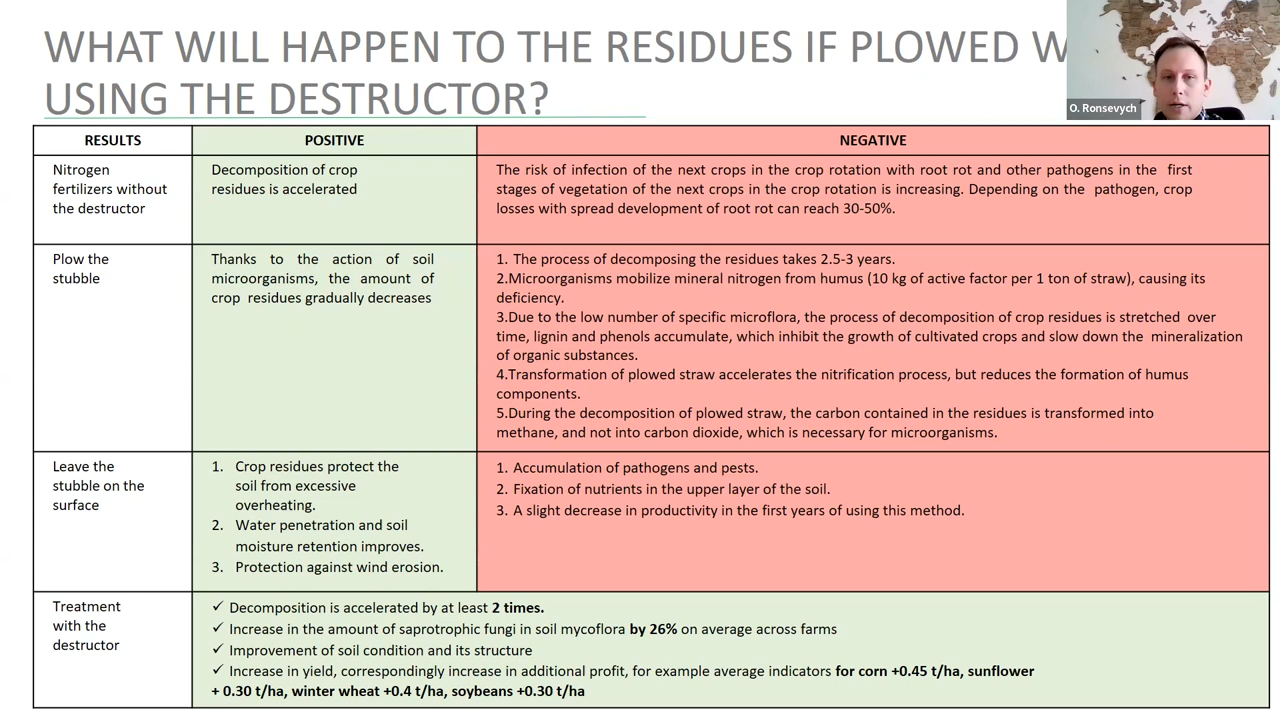 WHAT WILL HAPPEN TO THE RESIDUES IF PLOWED
USING THE DESTRUCTOR?
O. Ronsevych
RESULTS
POSITIVE
NEGATIVE
Nitrogen
fertilizers without
the destructor
Decomposition of crop
residues is accelerated
The risk of infection of the next crops in the crop rotation with root rot and other pathogens in the first
stages of vegetation of the next crops in the crop rotation is increasing. Depending on the pathogen, crop
losses with spread development of root rot can reach 30-50%.
Plow the
stubble
Thanks to the action of soil
microorganisms, the amount of
crop residues gradually decreases
1. The process of decomposing the residues takes 2.5-3 years.
2.Microorganisms mobilize mineral nitrogen from humus (10 kg of active factor per 1 ton of straw), causing its
deficiency.
3.Due to the low number of specific microflora, the process of decomposition of crop residues is stretched over
time, lignin and phenols accumulate, which inhibit the growth of cultivated crops and slow down the mineralization
of organic substances.
4.Transformation of plowed straw accelerates the nitrification process, but reduces the formation of humus
components.
5.During the decomposition of plowed straw, the carbon contained in the residues is transformed into
methane, and not into carbon dioxide, which is necessary for microorganisms.
Leave the
stubble on the
surface
1. Crop residues protect the
soil from excessive
overheating.
2. Water penetration and soil
moisture retention improves.
3. Protection against wind erosion.
1. Accumulation of pathogens and pests.
2. Fixation of nutrients in the upper layer of the soil.
3. A slight decrease in productivity in the first years of using this method.
Treatment
with the
destructor
✓ Decomposition is accelerated by at least 2 times.
✓ Increase in the amount of saprotrophic fungi in soil mycoflora by 26% on average across farms
✓ Improvement of soil condition and its structure
✓ Increase in yield, correspondingly increase in additional profit, for example average indicators for corn +0.45 t/ha, sunflower
+ 0.30 t/ha, winter wheat +0.4 t/ha, soybeans +0.30 t/ha